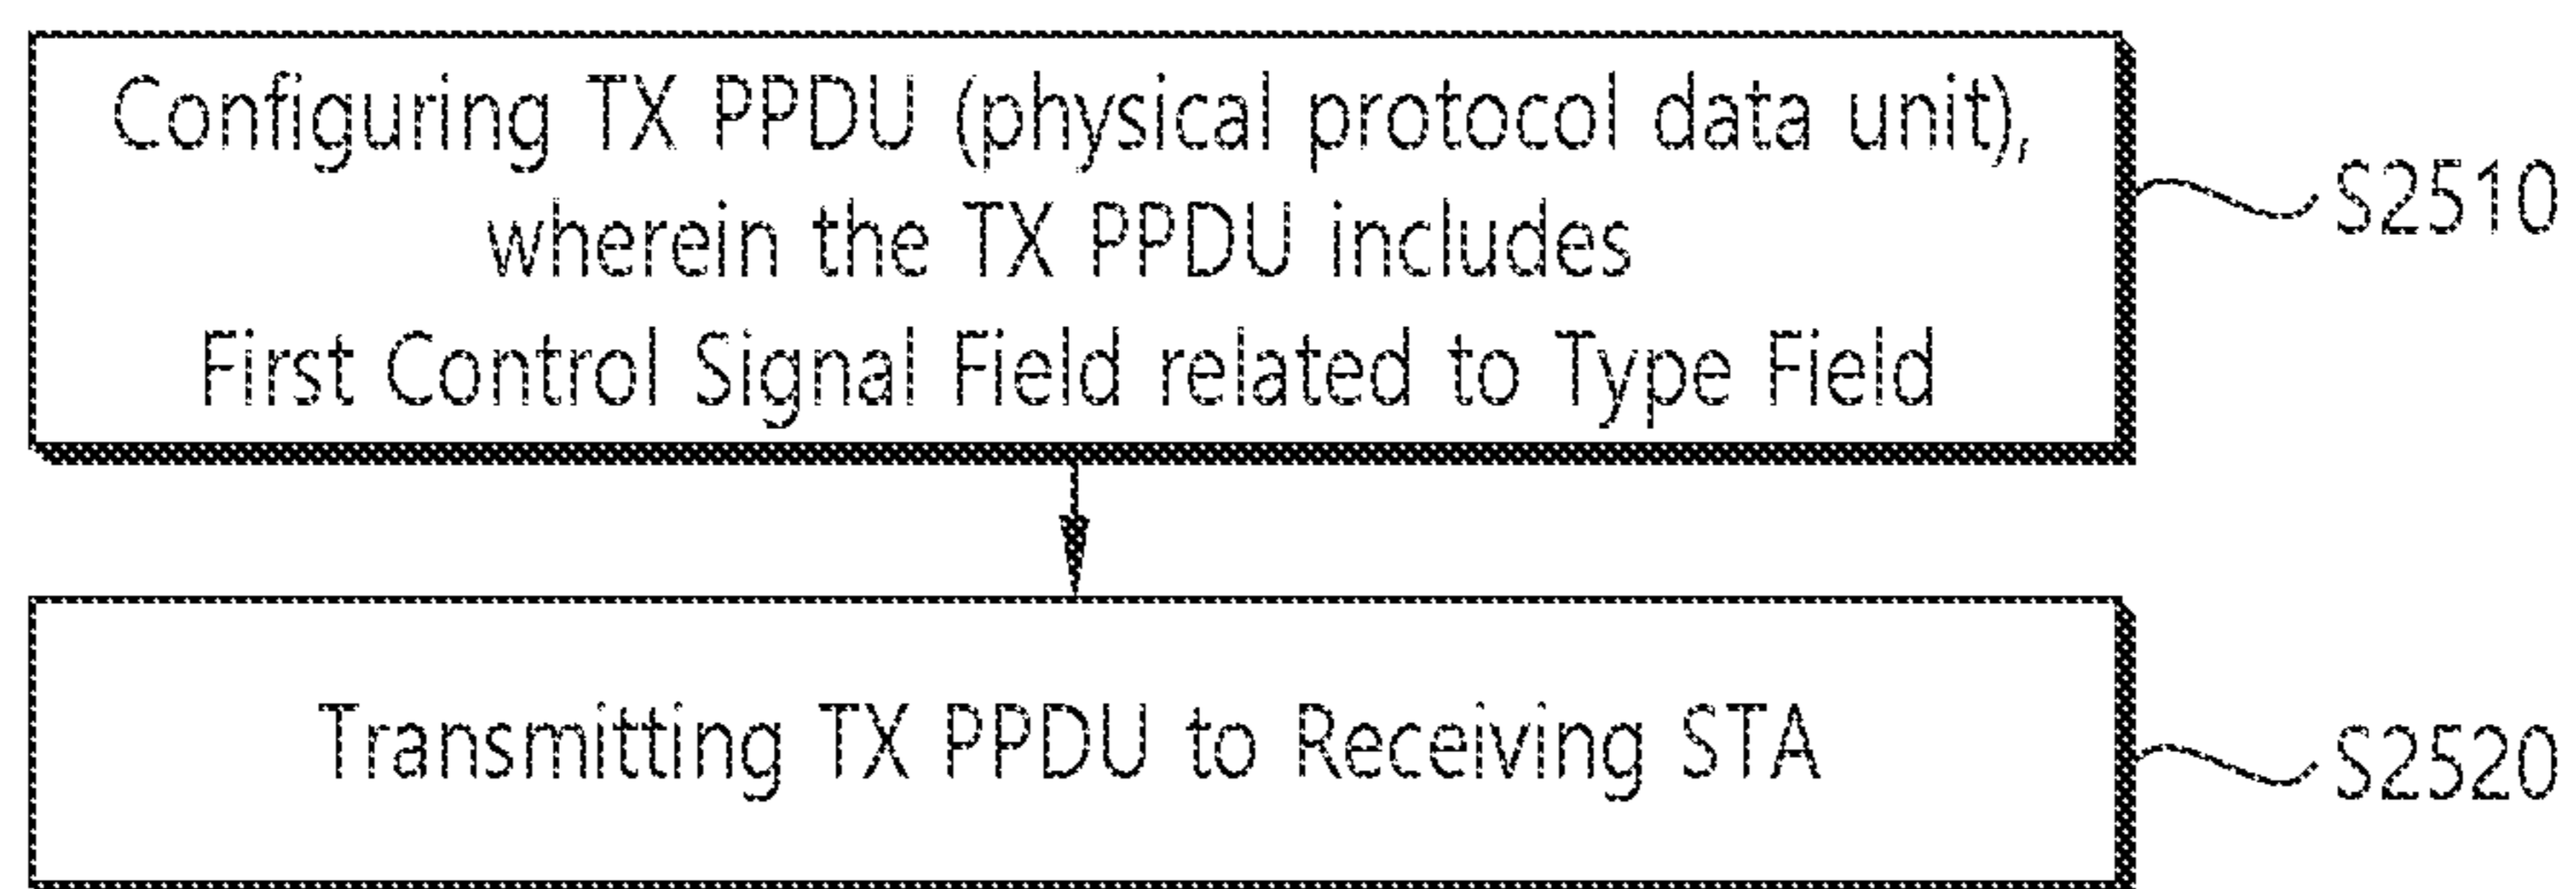 Configuring TX PPDU (physical protocol data unit),
wherein the TX PPDU includes
First Control Signal Field related to Type Field
S2510
Transmitting TX PPDU to Receiving STA
S2520